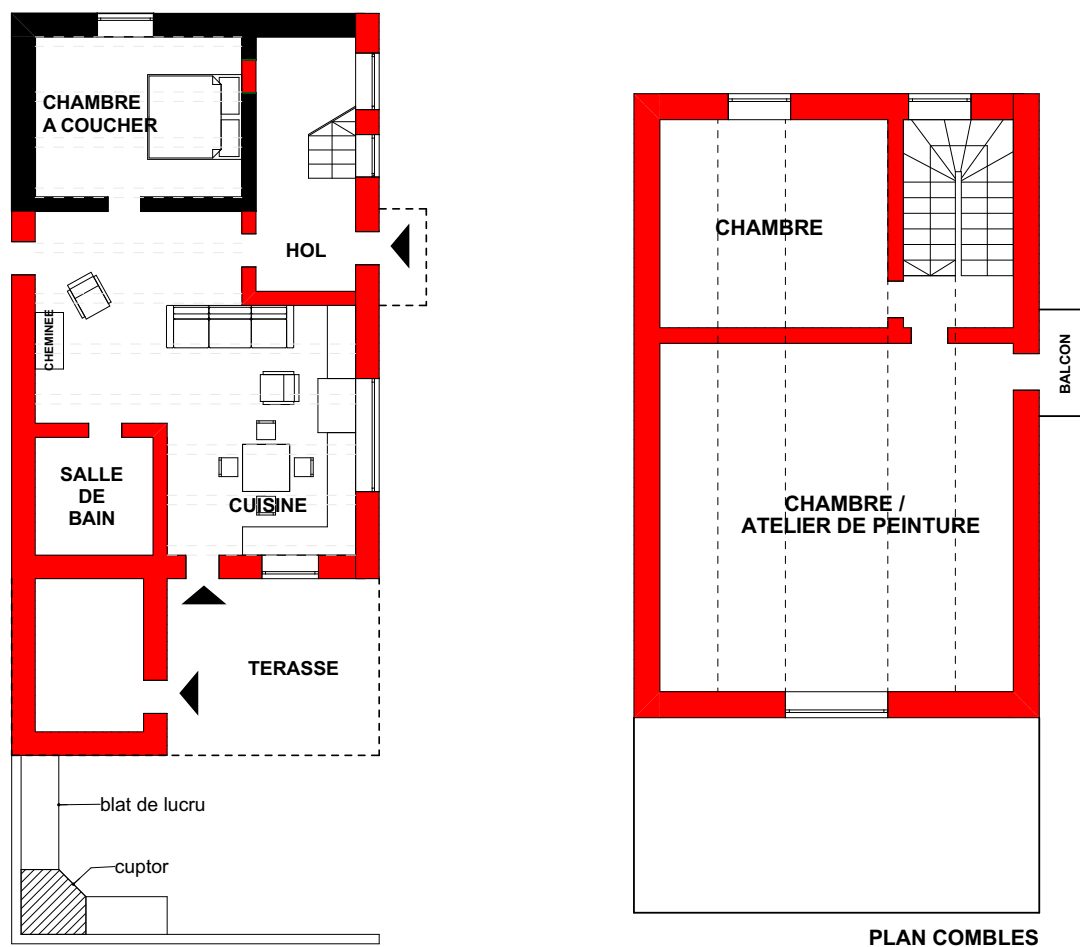 CHAMBRE
A COUCHER
HOL
CHEMINEE
SALLE
DE
BAIN
CUISINE
TERASSE
blat de lucru
cuptor
CHAMBRE
BALCON
CHAMBRE /
ATELIER DE PEINTURE
PLAN COMBLES